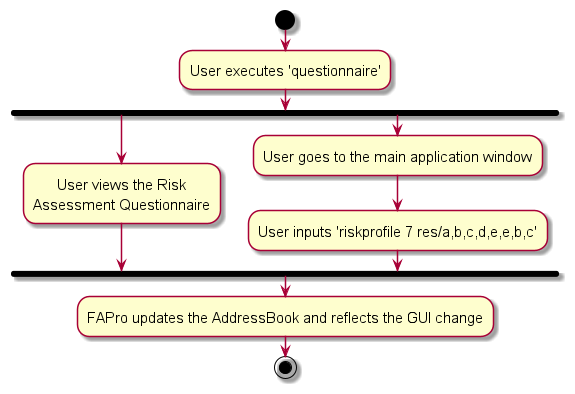 User executes 'questionnaire'
User goes to the main application window
User views the Risk
Assessment Questionnaire
User inputs 'riskprofile 7 res/a,b,c,d,e,e,b,c'
FAPro updates the AddressBook and reflects the GUI change